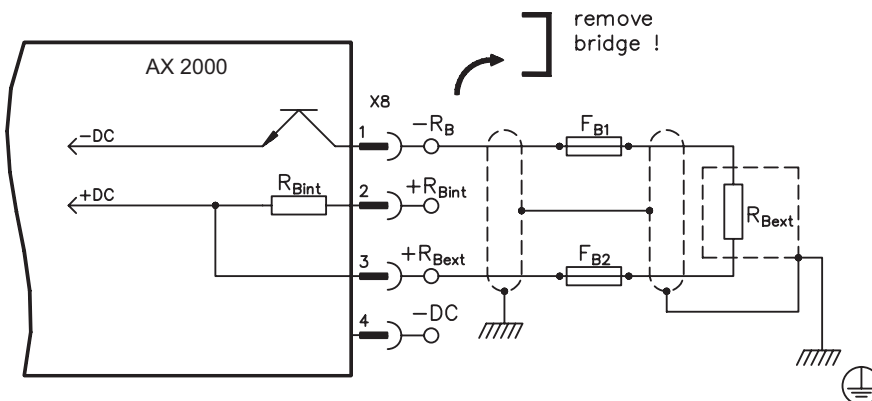 remove
bridge !
AX 2000
X8
−DC
1
−RB
FB1
+DC
RBint
2
+RBint
RBext
3
+RBext
FB2
4
−DC